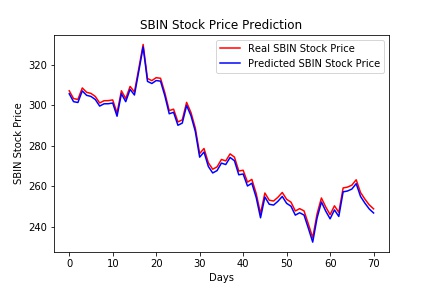 SBIN Stock Price Prediction
Real SBIN Stock Price
Predicted SBIN Stock Price
SBIN Stock Price
320
300
280
260
240
0 10 20 30 40 50 60 70
Days